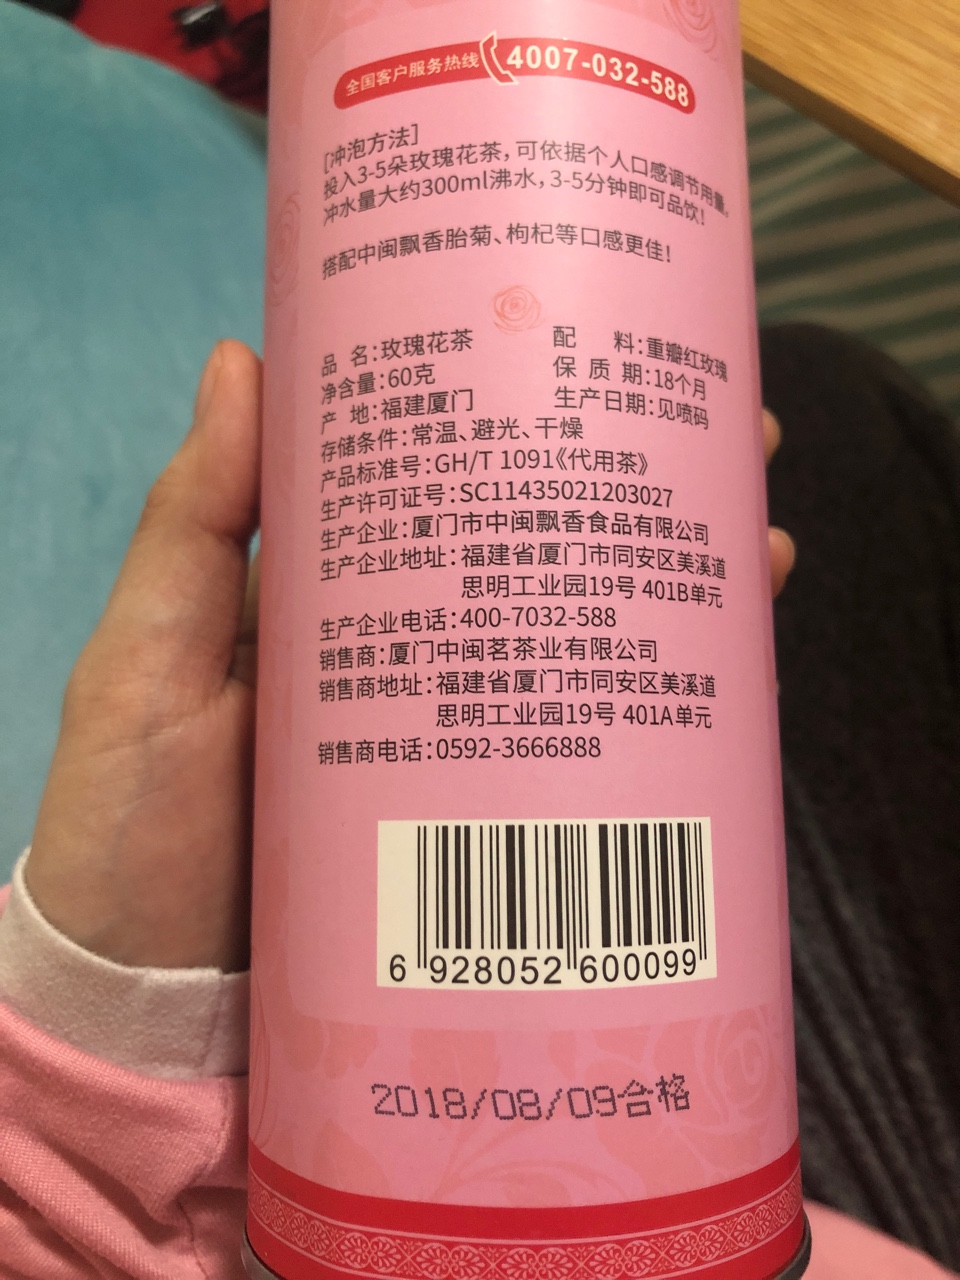 全国客户服务热线 4007-032-588
[冲泡方法]
投入3-5朵玫瑰花茶，可依据个人口感调节用量。
冲水量大约300ml沸水，3-5分钟即可品饮！
搭配中闽飘香胎菊、枸杞等口感更佳！
品 名：玫瑰花茶 配 料：重瓣红玫瑰
净含量：60克 保 质 期：18个月
产 地：福建厦门 生产日期：见喷码
存储条件：常温、避光、干燥
产品标准号：GH/T 1091《代用茶》
生产许可证号：SC11435021203027
生产企业：厦门市中闽飘香食品有限公司
生产企业地址：福建省厦门市同安区美溪道
思明工业园19号 401B单元
生产企业电话：400-7032-588
销售商：厦门中闽茗茶业有限公司
销售商地址：福建省厦门市同安区美溪道
思明工业园19号 401A单元
销售商电话：0592-3666888
6 928052 600099
2018/08/09合格